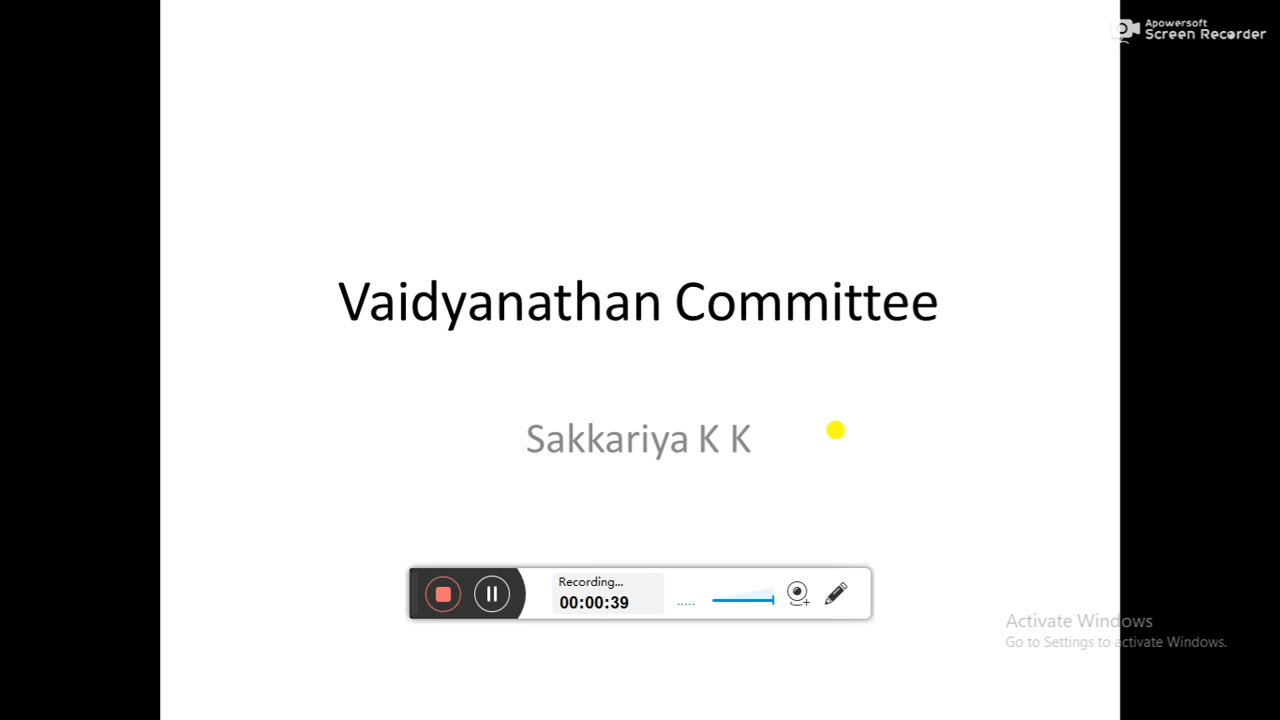 Apowersoft
Screen Recorder
Vaidyanathan Committee
Sakkariya K K
Recording...
00:00:39
Activate Windows
Go to Settings to activate Windows.